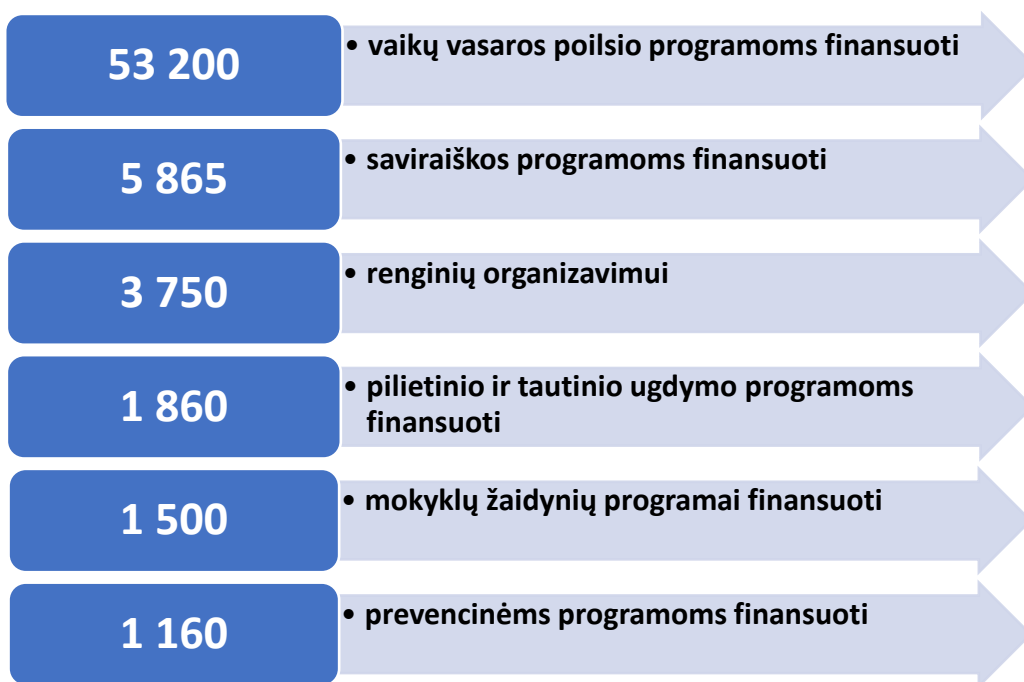 53 200
• vaikų vasaros poilsio programoms finansuoti
5 865
• saviraiškos programoms finansuoti
3 750
• renginių organizavimui
1 860
• pilietinio ir tautinio ugdymo programoms
finansuoti
1 500
• mokyklų žaidynių programai finansuoti
1 160
• prevencinėms programoms finansuoti